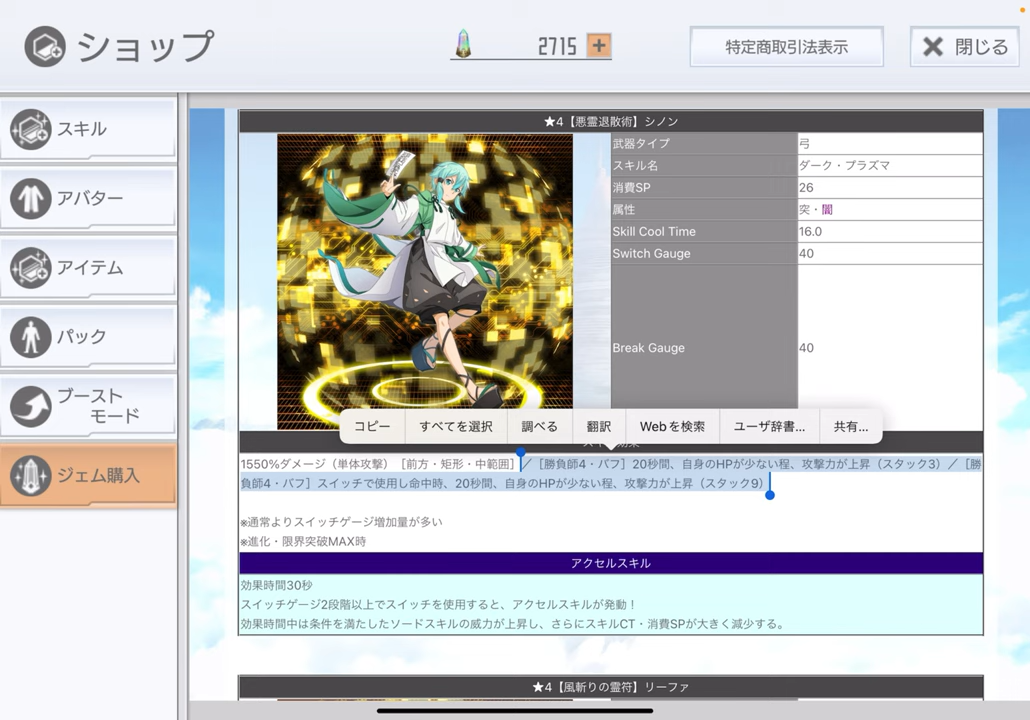 ショップ
2715
特定商取引法表示
閉じる
スキル
アバター
アイテム
パック
ブースト
モード
ジェム購入
★4【悪霊退散術】シノン
武器タイプ 弓
スキル名 ダーク・プラズマ
消費SP 26
属性 突・闇
Skill Cool Time 16.0
Switch Gauge 40
Break Gauge 40
コピー すべてを選択 調べる 翻訳 Webを検索 ユーザ辞書... 共有...
1550%ダメージ（単体攻撃）［前方・矩形・中範囲］／［勝負師4・バフ］20秒間、自身のHPが少ない程、攻撃力が上昇（スタック3）／［勝
負師4・バフ］スイッチで使用し命中時、20秒間、自身のHPが少ない程、攻撃力が上昇（スタック9）
※通常よりスイッチゲージ増加量が多い
※進化・限界突破MAX時
アクセルスキル
効果時間30秒
スイッチゲージ2段階以上でスイッチを使用すると、アクセルスキルが発動！
効果時間中は条件を満たしたソードスキルの威力が上昇し、さらにスキルCT・消費SPが大きく減少する。
★4【風斬りの霊符】リーファ